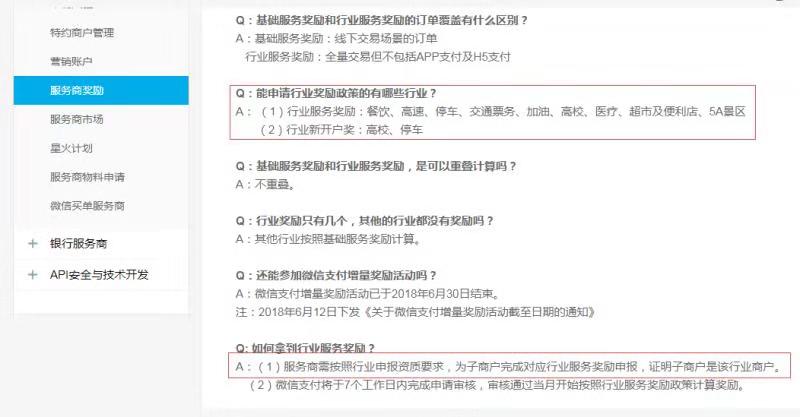 特约商户管理
营销账户
服务商奖励
服务商市场
星火计划
服务商物料申请
微信买单服务商
+ 银行服务商
+ API安全与技术开发
Q：基础服务奖励和行业服务奖励的订单覆盖有什么区别？
A：基础服务奖励：线下交易场景的订单
行业服务奖励：全量交易但不包括APP支付及H5支付
Q：能申请行业奖励政策的有哪些行业？
A：（1）行业服务奖励：餐饮、高速、停车、交通票务、加油、高校、医疗、超市及便利店、5A景区
（2）行业新开户奖：高校、停车
Q：基础服务奖励和行业服务奖励，是可以重叠计算吗？
A：不重叠。
Q：行业奖励只有几个，其他的行业都没有奖励吗？
A：其他行业按照基础服务奖励计算。
Q：还能参加微信支付增量奖励活动吗？
A：微信支付增量奖励活动已于2018年6月30日结束。
注：2018年6月12日下发《关于微信支付增量奖励活动截至日期的通知》
Q: 如何拿到行业服务奖励？
A：（1）服务商需按照行业申报资质要求，为子商户完成对应行业服务奖励申报，证明子商户是该行业商户。
（2）微信支付将于7个工作日内完成申请审核，审核通过当月开始按照行业服务奖励政策计算奖励。